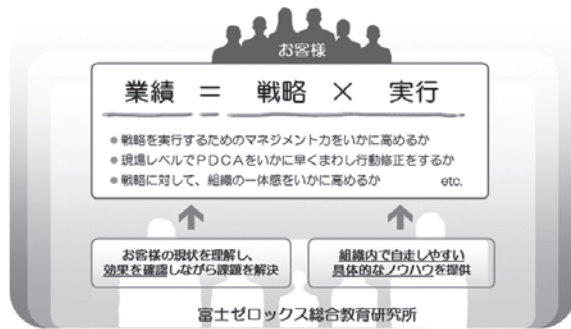 お客様
業績 = 戦略 × 実行
●戦略を実行するためのマネジメント力をいかに高めるか
●現場レベルでPDCAをいかに早くまわし行動修正をするか
●戦略に対して、組織の一体感をいかに高めるか etc.
お客様の現状を理解し、
効果を確認しながら課題を解決
組織内で自走しやすい
具体的なノウハウを提供
富士ゼロックス総合教育研究所